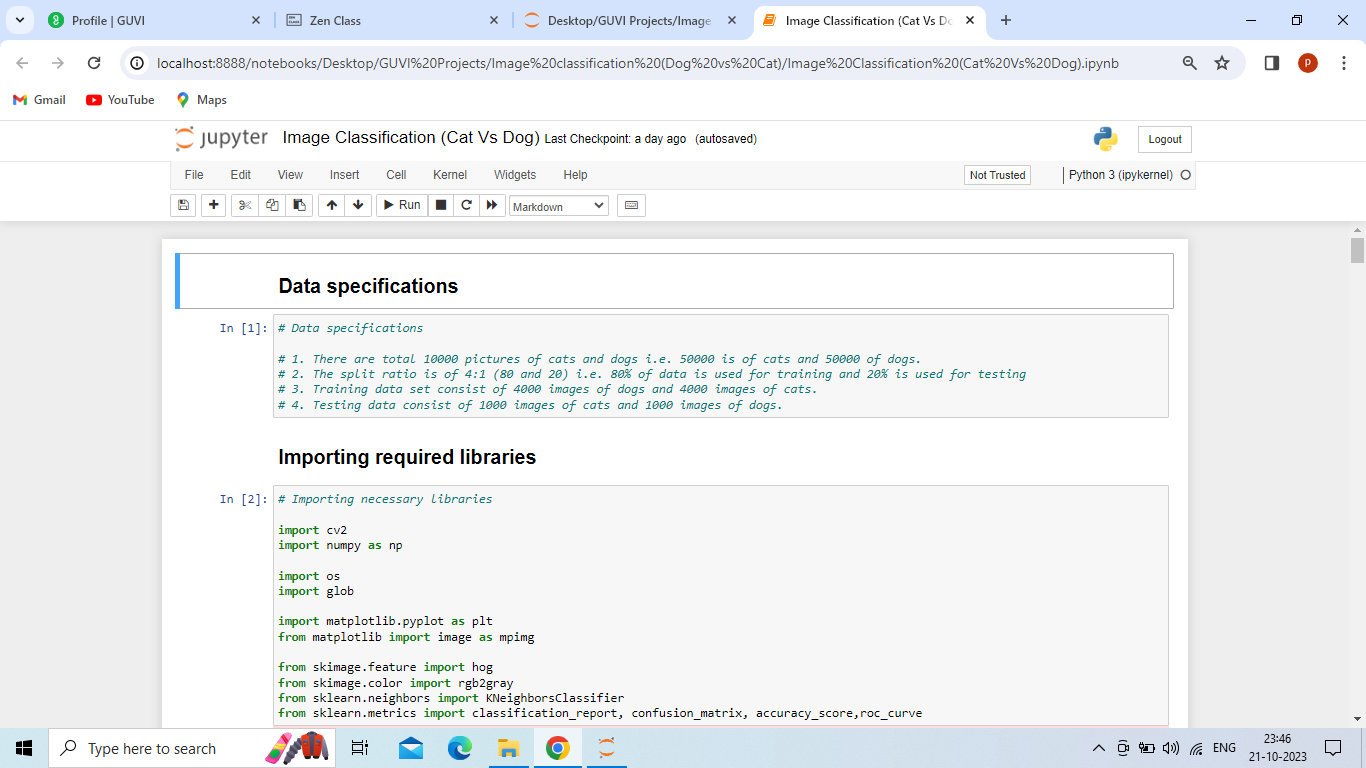 Profile | GUVI
Zen Class
Desktop/GUVI Projects/Image
Image Classification (Cat Vs Do
localhost:8888/notebooks/Desktop/GUVI%20Projects/Image%20classification%20(Dog%20vs%20Cat)/Image%20Classification%20(Cat%20Vs%20Dog).ipynb
P
Gmail
YouTube
Maps
jupyter Image Classification (Cat Vs Dog) Last Checkpoint: a day ago (autosaved)
Logout
File Edit View Insert Cell Kernel Widgets Help
Not Trusted
Python 3 (ipykernel)
Run
Markdown
Data specifications
In [1]: # Data specifications
# 1. There are total 10000 pictures of cats and dogs i.e. 50000 is of cats and 50000 of dogs.
# 2. The split ratio is of 4:1 (80 and 20) i.e. 80% of data is used for training and 20% is used for testing
# 3. Training data set consist of 4000 images of dogs and 4000 images of cats.
# 4. Testing data consist of 1000 images of cats and 1000 images of dogs.
Importing required libraries
In [2]: # Importing necessary libraries
import cv2
import numpy as np
import os
import glob
import matplotlib.pyplot as plt
from matplotlib import image as mpimg
from skimage.feature import hog
from skimage.color import rgb2gray
from sklearn.neighbors import KNeighborsClassifier
from sklearn.metrics import classification_report, confusion_matrix, accuracy_score,roc_curve
Type here to search
ENG
23:46
21-10-2023